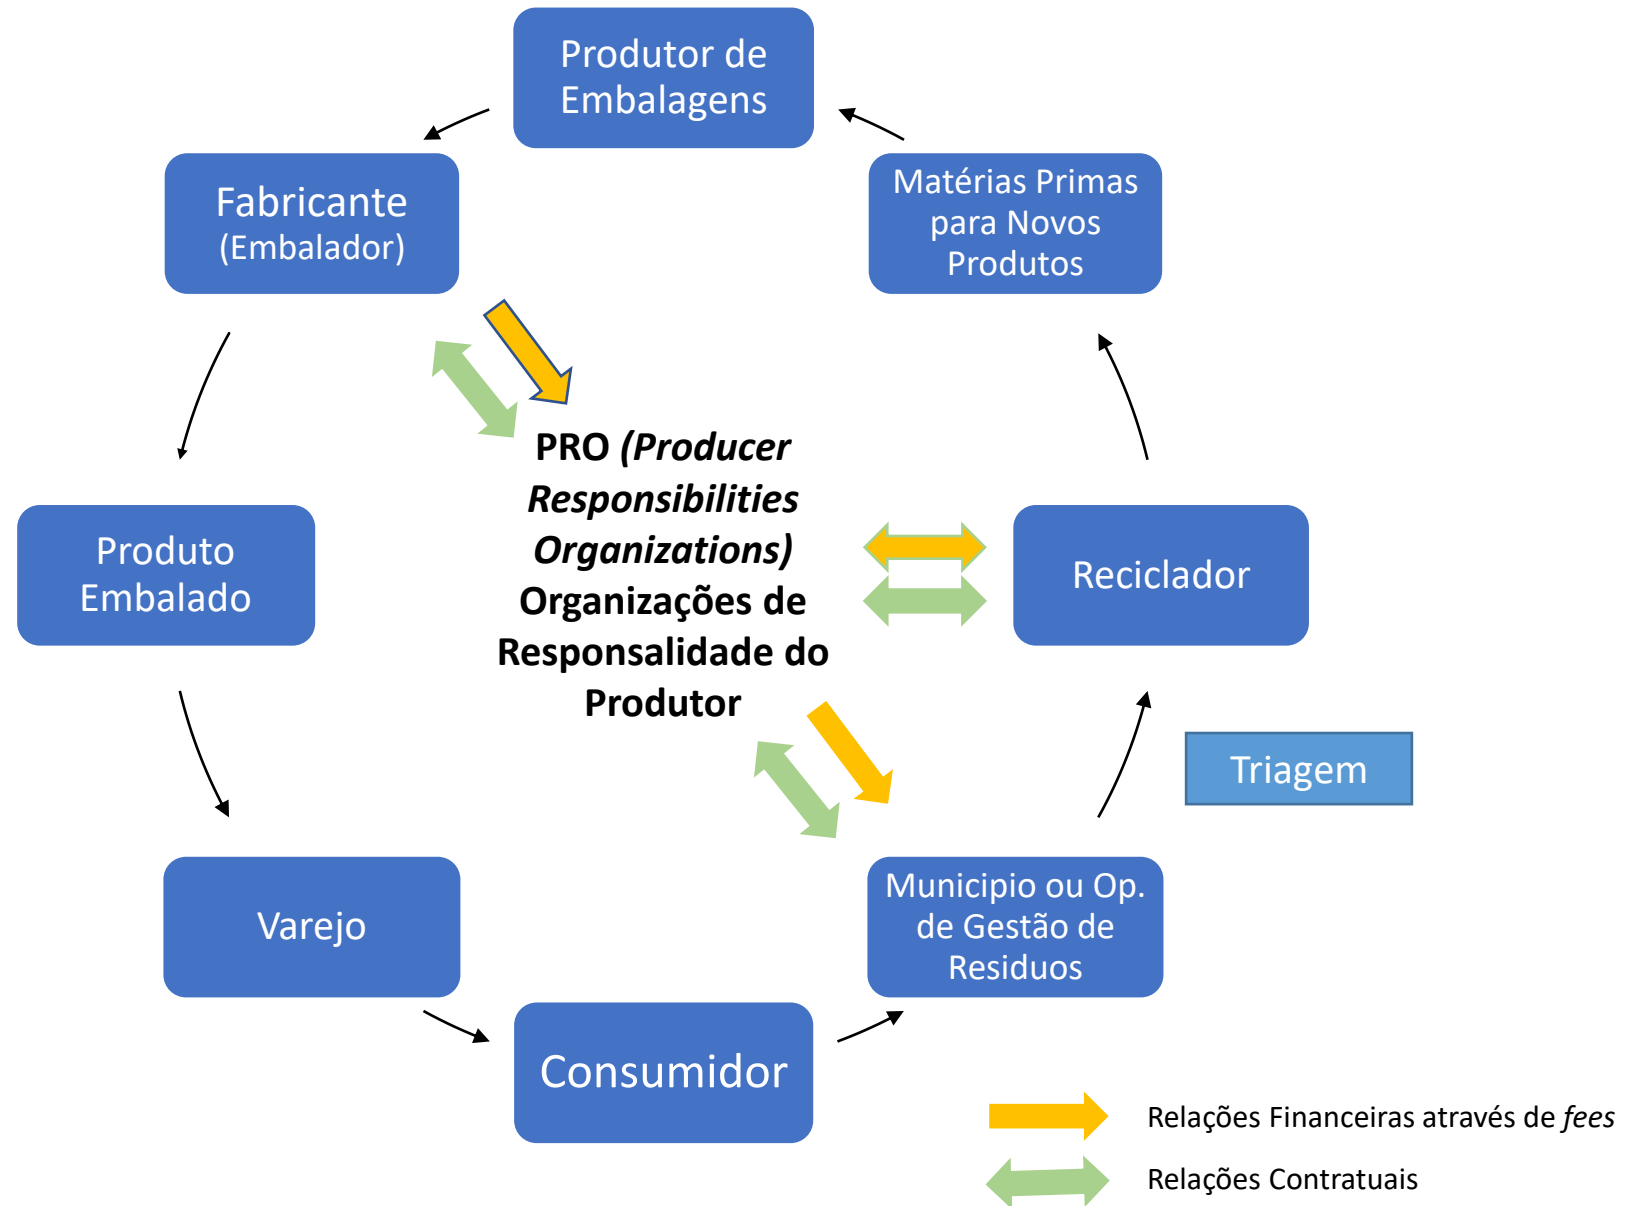 Produtor de
Embalagens
Fabricante
(Embalador)
Matérias Primas
para Novos
Produtos
PRO (Producer
Responsibilities
Organizations)
Organizações de
Responsalidade do
Produtor
Produto
Embalado
Reciclador
Triagem
Varejo
Municipio ou Op.
de Gestão de
Residuos
Consumidor
Relações Financeiras através de fees
Relações Contratuais